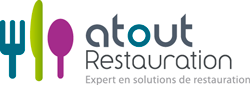 atout
Restauration
Expert en solutions de restauration